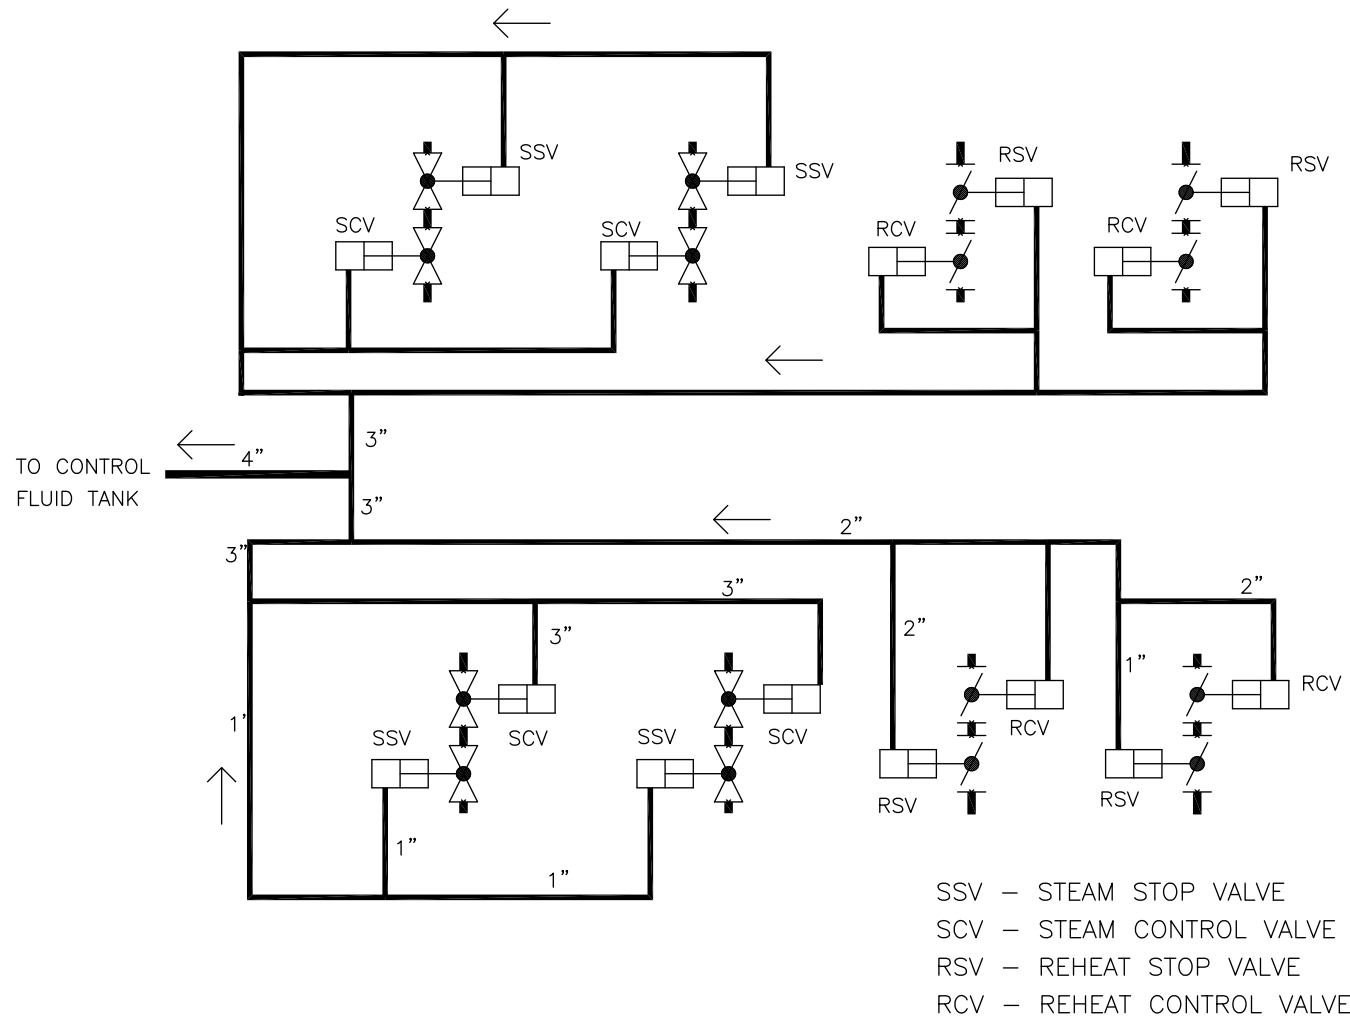 SSV
SSV
RSV
RSV
SCV
SCV
RCV
RCV
3”
4”
TO CONTROL
FLUID TANK
3”
2”
3”
3”
2”
3”
2”
1”
RCV
1’
SSV
SCV
SSV
SCV
RCV
RSV
RSV
1”
1”
SSV – STEAM STOP VALVE
SCV – STEAM CONTROL VALVE
RSV – REHEAT STOP VALVE
RCV – REHEAT CONTROL VALVE